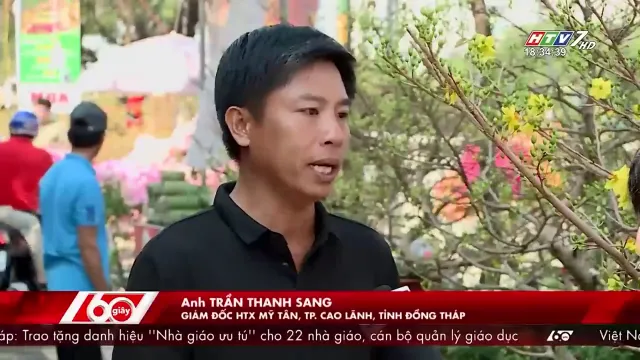 HTV7HD
18:34:39
60 giây
Anh TRẦN THANH SANG
GIÁM ĐỐC HTX MỸ TÂN, TP. CAO LÃNH, TỈNH ĐỒNG THÁP
áp: Trao tặng danh hiệu "Nhà giáo ưu tú" cho 22 nhà giáo, cán bộ quản lý giáo dục
60
Việt N